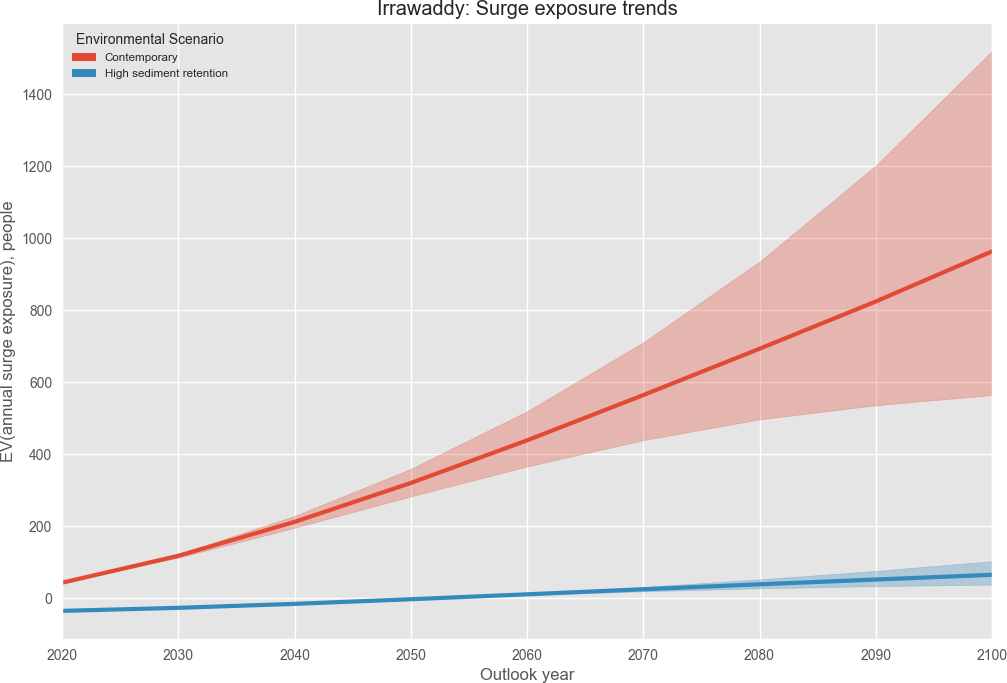 Irrawaddy: Surge exposure trends
Environmental Scenario
Contemporary
High sediment retention
1400
1200
1000
800
600
400
200
0
EV(annual surge exposure), people
2020 2030 2040 2050 2060 2070 2080 2090 2100
Outlook year